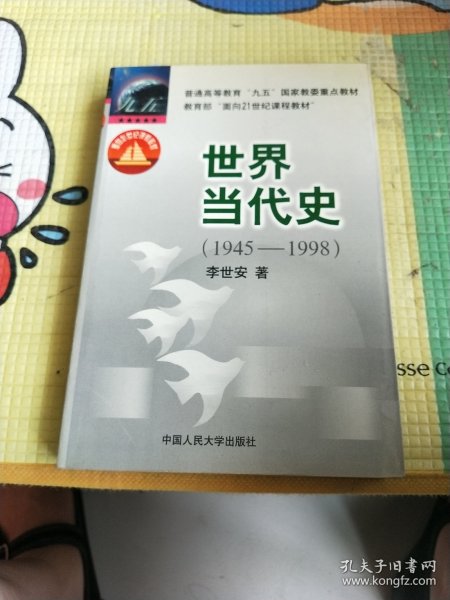 普通高等教育“九五”国家教委重点教材
教育部“面向21世纪课程教材”
九五
世界
当代史
(1945—1998)
李世安 著
中国人民大学出版社
sse Co
孔夫子旧书网
www.kongfz.com